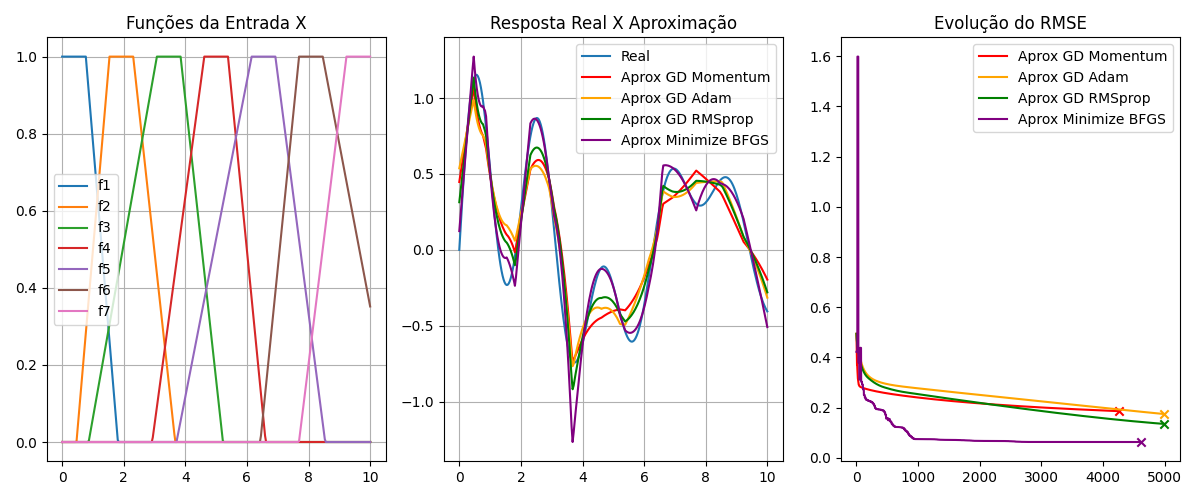 Funções da Entrada X
1.0
0.8
0.6
0.4
0.2
0.0
f1
f2
f3
f4
f5
f6
f7
0 2 4 6 8 10
Resposta Real X Aproximação
1.0
0.5
0.0
−0.5
−1.0
Real
Aprox GD Momentum
Aprox GD Adam
Aprox GD RMSprop
Aprox Minimize BFGS
0 2 4 6 8 10
Evolução do RMSE
1.6
1.4
1.2
1.0
0.8
0.6
0.4
0.2
0.0
Aprox GD Momentum
Aprox GD Adam
Aprox GD RMSprop
Aprox Minimize BFGS
0 1000 2000 3000 4000 5000